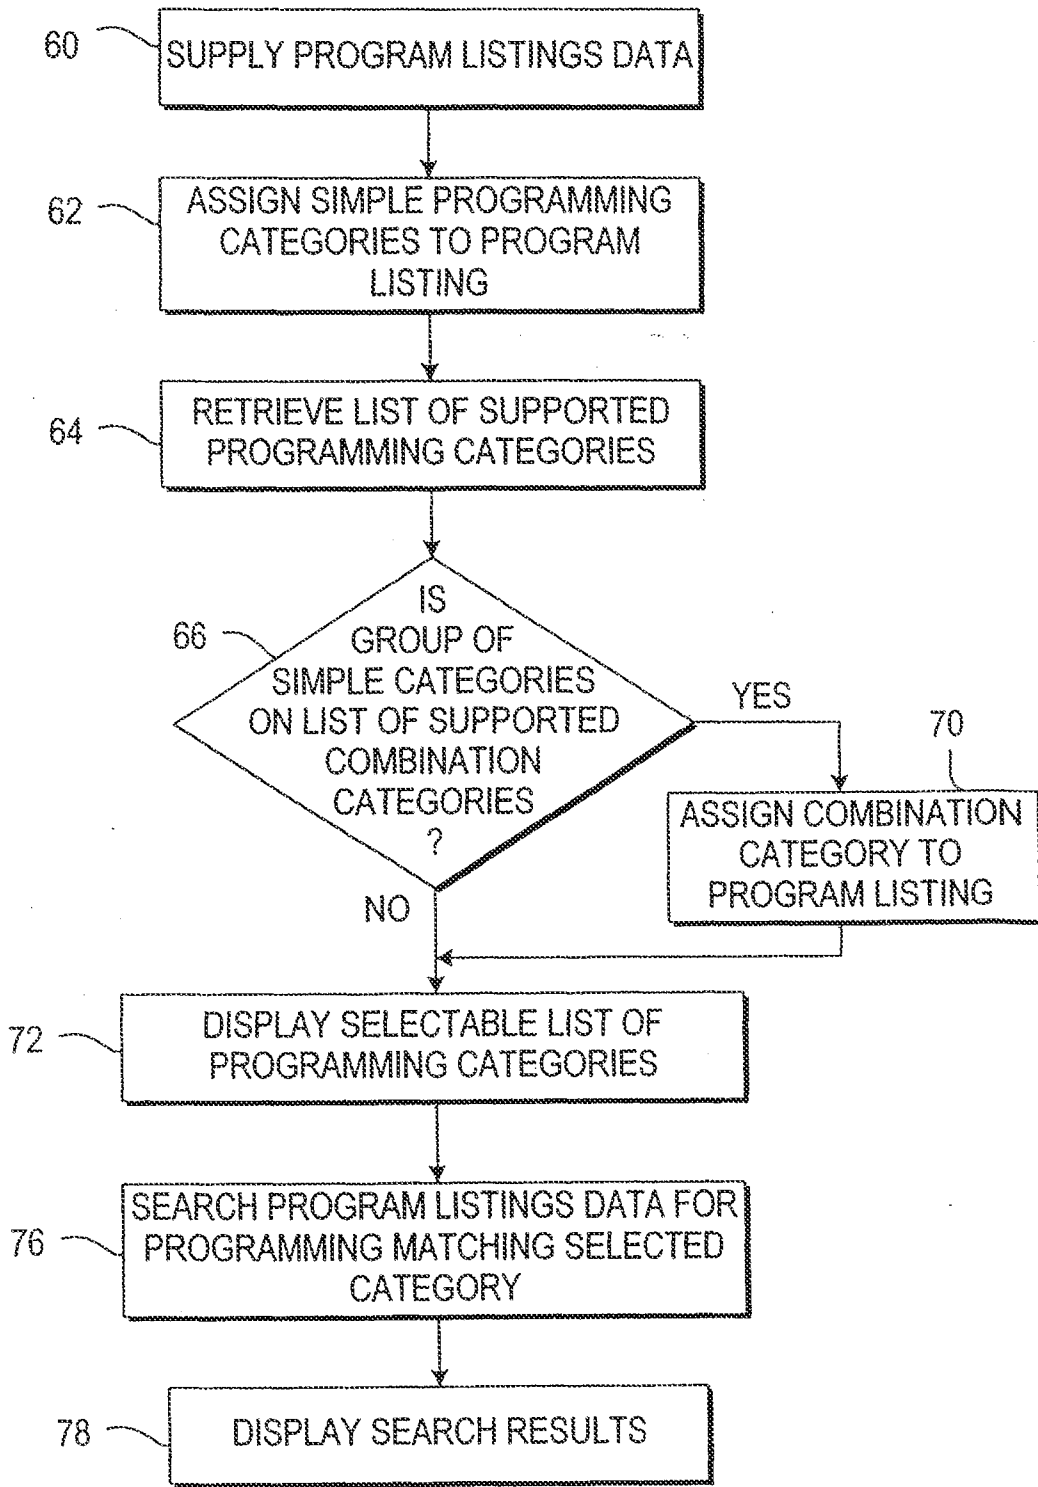 60
SUPPLY PROGRAM LISTINGS DATA
62
ASSIGN SIMPLE PROGRAMMING
CATEGORIES TO PROGRAM
LISTING
64
RETRIEVE LIST OF SUPPORTED
PROGRAMMING CATEGORIES
66
IS
GROUP OF
SIMPLE CATEGORIES
ON LIST OF SUPPORTED
COMBINATION
CATEGORIES
?
YES
70
ASSIGN COMBINATION
CATEGORY TO
PROGRAM LISTING
NO
72
DISPLAY SELECTABLE LIST OF
PROGRAMMING CATEGORIES
76
SEARCH PROGRAM LISTINGS DATA FOR
PROGRAMMING MATCHING SELECTED
CATEGORY
78
DISPLAY SEARCH RESULTS